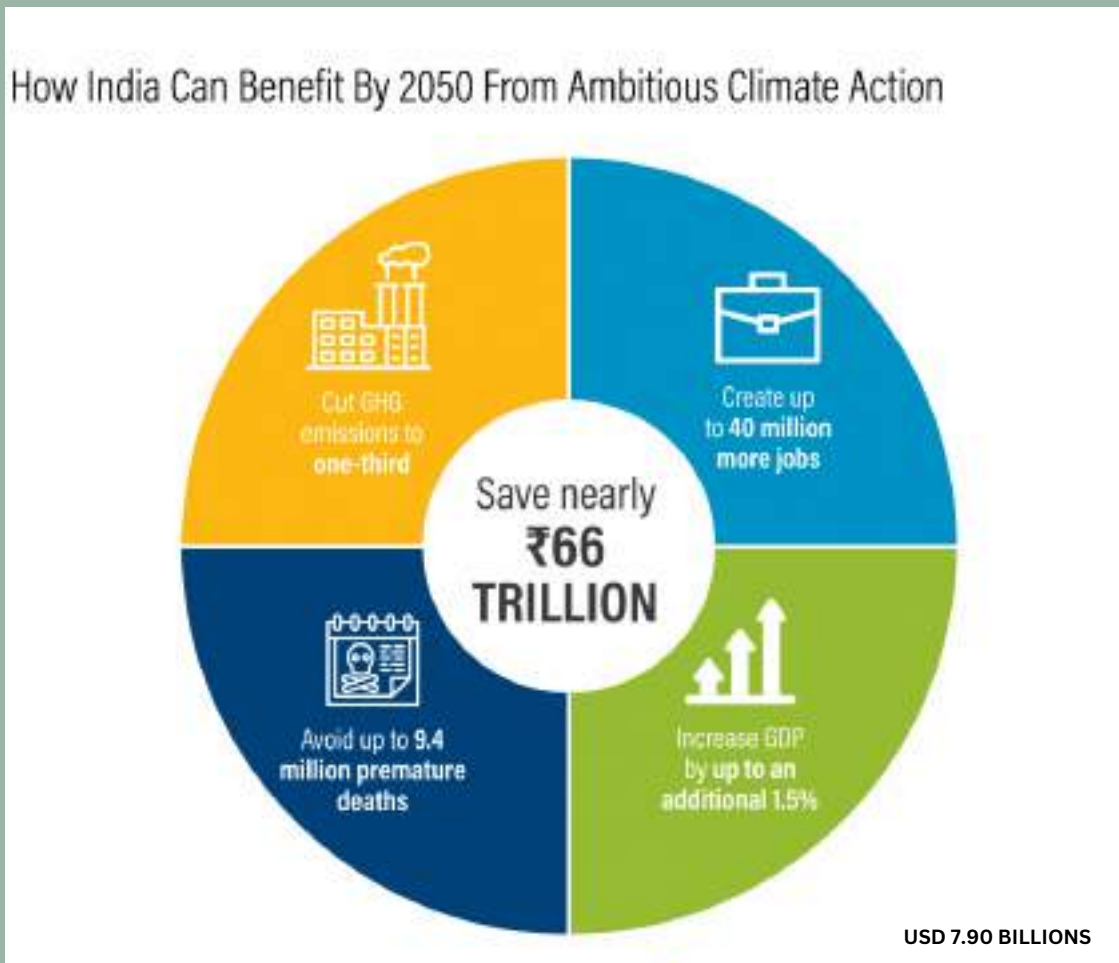 How India Can Benefit By 2050 From Ambitious Climate Action
Cut GHG
emissions to
one-third
Create up
to 40 million
more jobs
Save nearly
₹66
TRILLION
Avoid up to 9.4
million premature
deaths
Increase GDP
by up to an
additional 1.5%
USD 7.90 BILLIONS